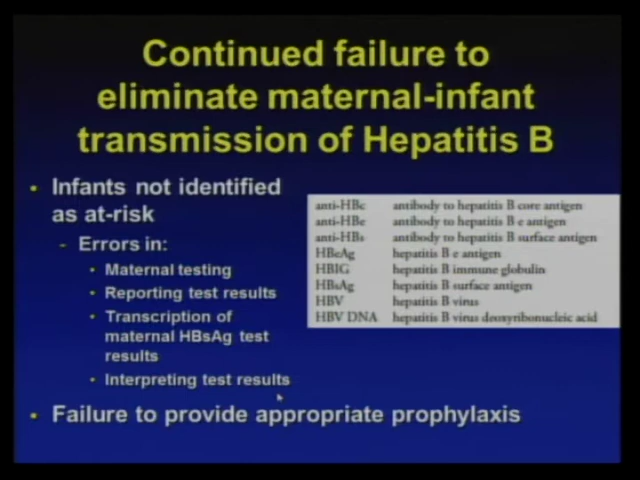 Continued failure to
eliminate maternal-infant
transmission of Hepatitis B
• Infants not identified
as at-risk
- Errors in:
• Maternal testing
• Reporting test results
• Transcription of
maternal HBsAg test
results
• Interpreting test results
• Failure to provide appropriate prophylaxis
anti-HBc antibody to hepatitis B core antigen
anti-HBe antibody to hepatitis B e antigen
anti-HBs antibody to hepatitis B surface antigen
HBeAg hepatitis B e antigen
HBIG hepatitis B immune globulin
HBsAg hepatitis B surface antigen
HBV hepatitis B virus
HBV DNA hepatitis B virus deoxyribonucleic acid